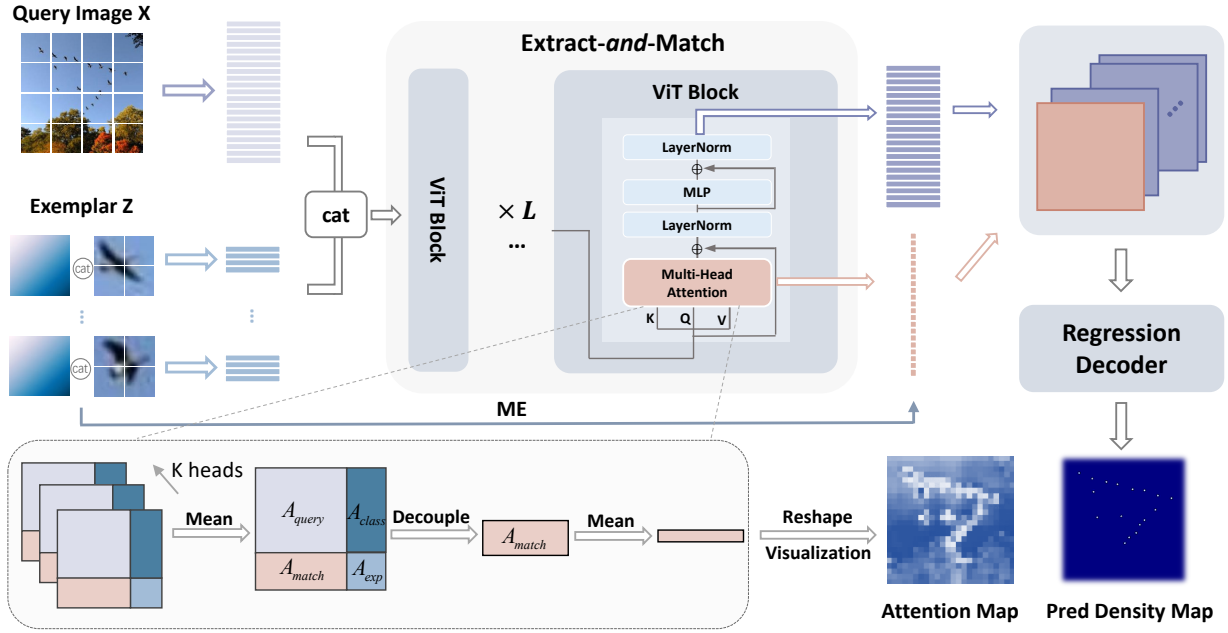 Query Image X
Exemplar Z
cat
cat
cat
Extract-and-Match
ViT Block
× L
...
ViT Block
LayerNorm
MLP
LayerNorm
Multi-Head
Attention
K Q V
Regression
Decoder
ME
K heads
Mean
A_query
A_class
A_match
A_exp
Decouple
A_match
Mean
Reshape
Visualization
Attention Map
Pred Density Map